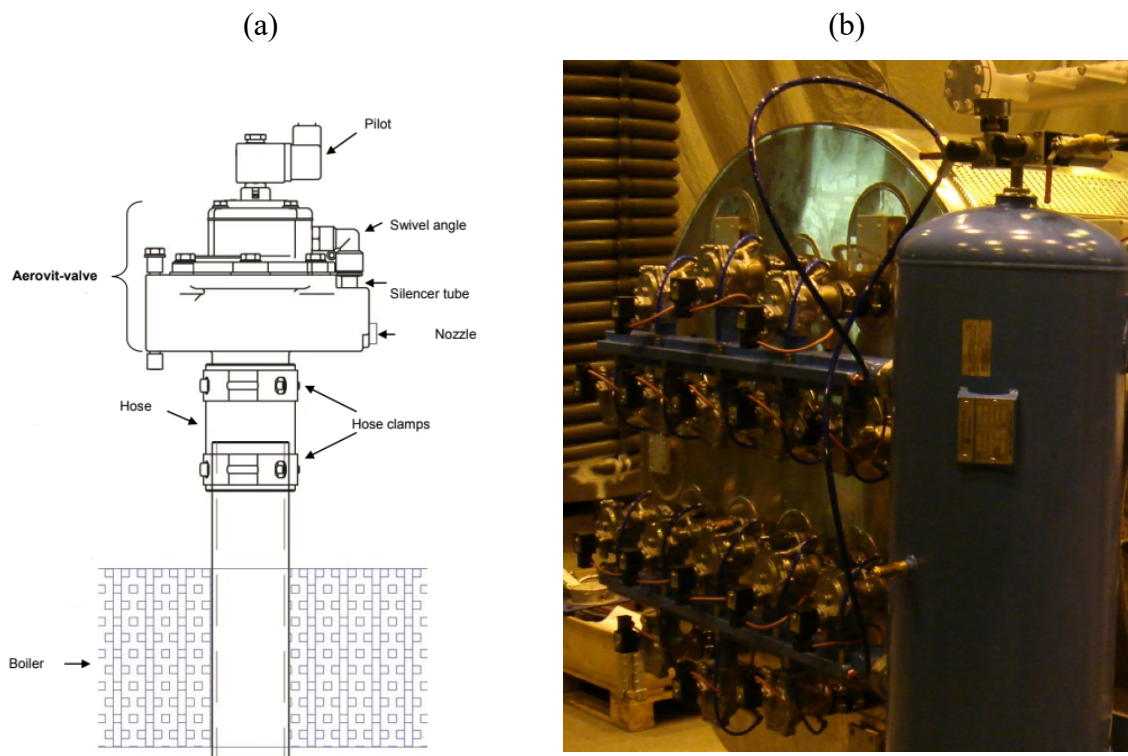 (a)
(b)
Pilot
Swivel angle
Aerovit-valve
Silencer tube
Nozzle
Hose
Hose clamps
Boiler